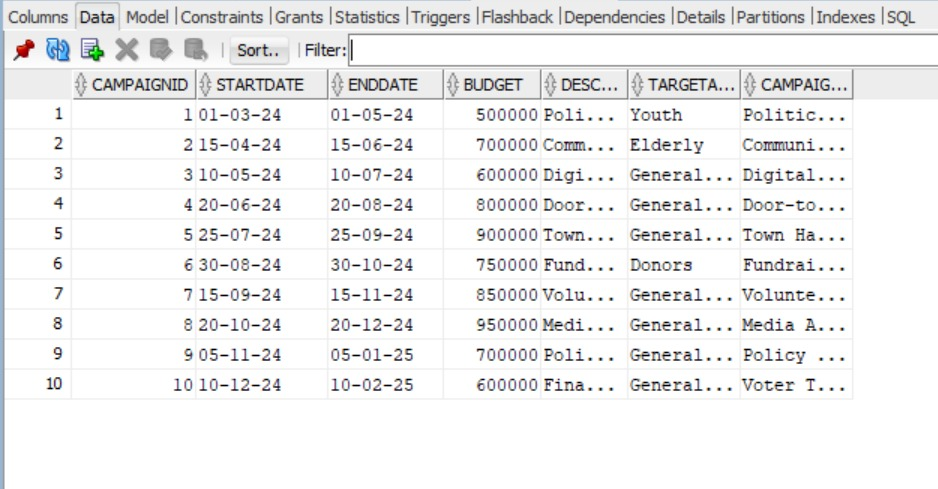 Columns Data Model Constraints Grants Statistics Triggers Flashback Dependencies Details Partitions Indexes SQL
Sort.. Filter:
CAMPAIGNID STARTDATE ENDDATE BUDGET DESC... TARGETA... CAMPAIG...
1 1 01-03-24 01-05-24 500000 Poli... Youth Politic...
2 2 15-04-24 15-06-24 700000 Comm... Elderly Communi...
3 3 10-05-24 10-07-24 600000 Digi... General... Digital...
4 4 20-06-24 20-08-24 800000 Door... General... Door-to...
5 5 25-07-24 25-09-24 900000 Town... General... Town Ha...
6 6 30-08-24 30-10-24 750000 Fund... Donors Fundrai...
7 7 15-09-24 15-11-24 850000 Volu... General... Volunte...
8 8 20-10-24 20-12-24 950000 Medi... General... Media A...
9 9 05-11-24 05-01-25 700000 Poli... General... Policy ...
10 10 10-12-24 10-02-25 600000 Fina... General... Voter T...